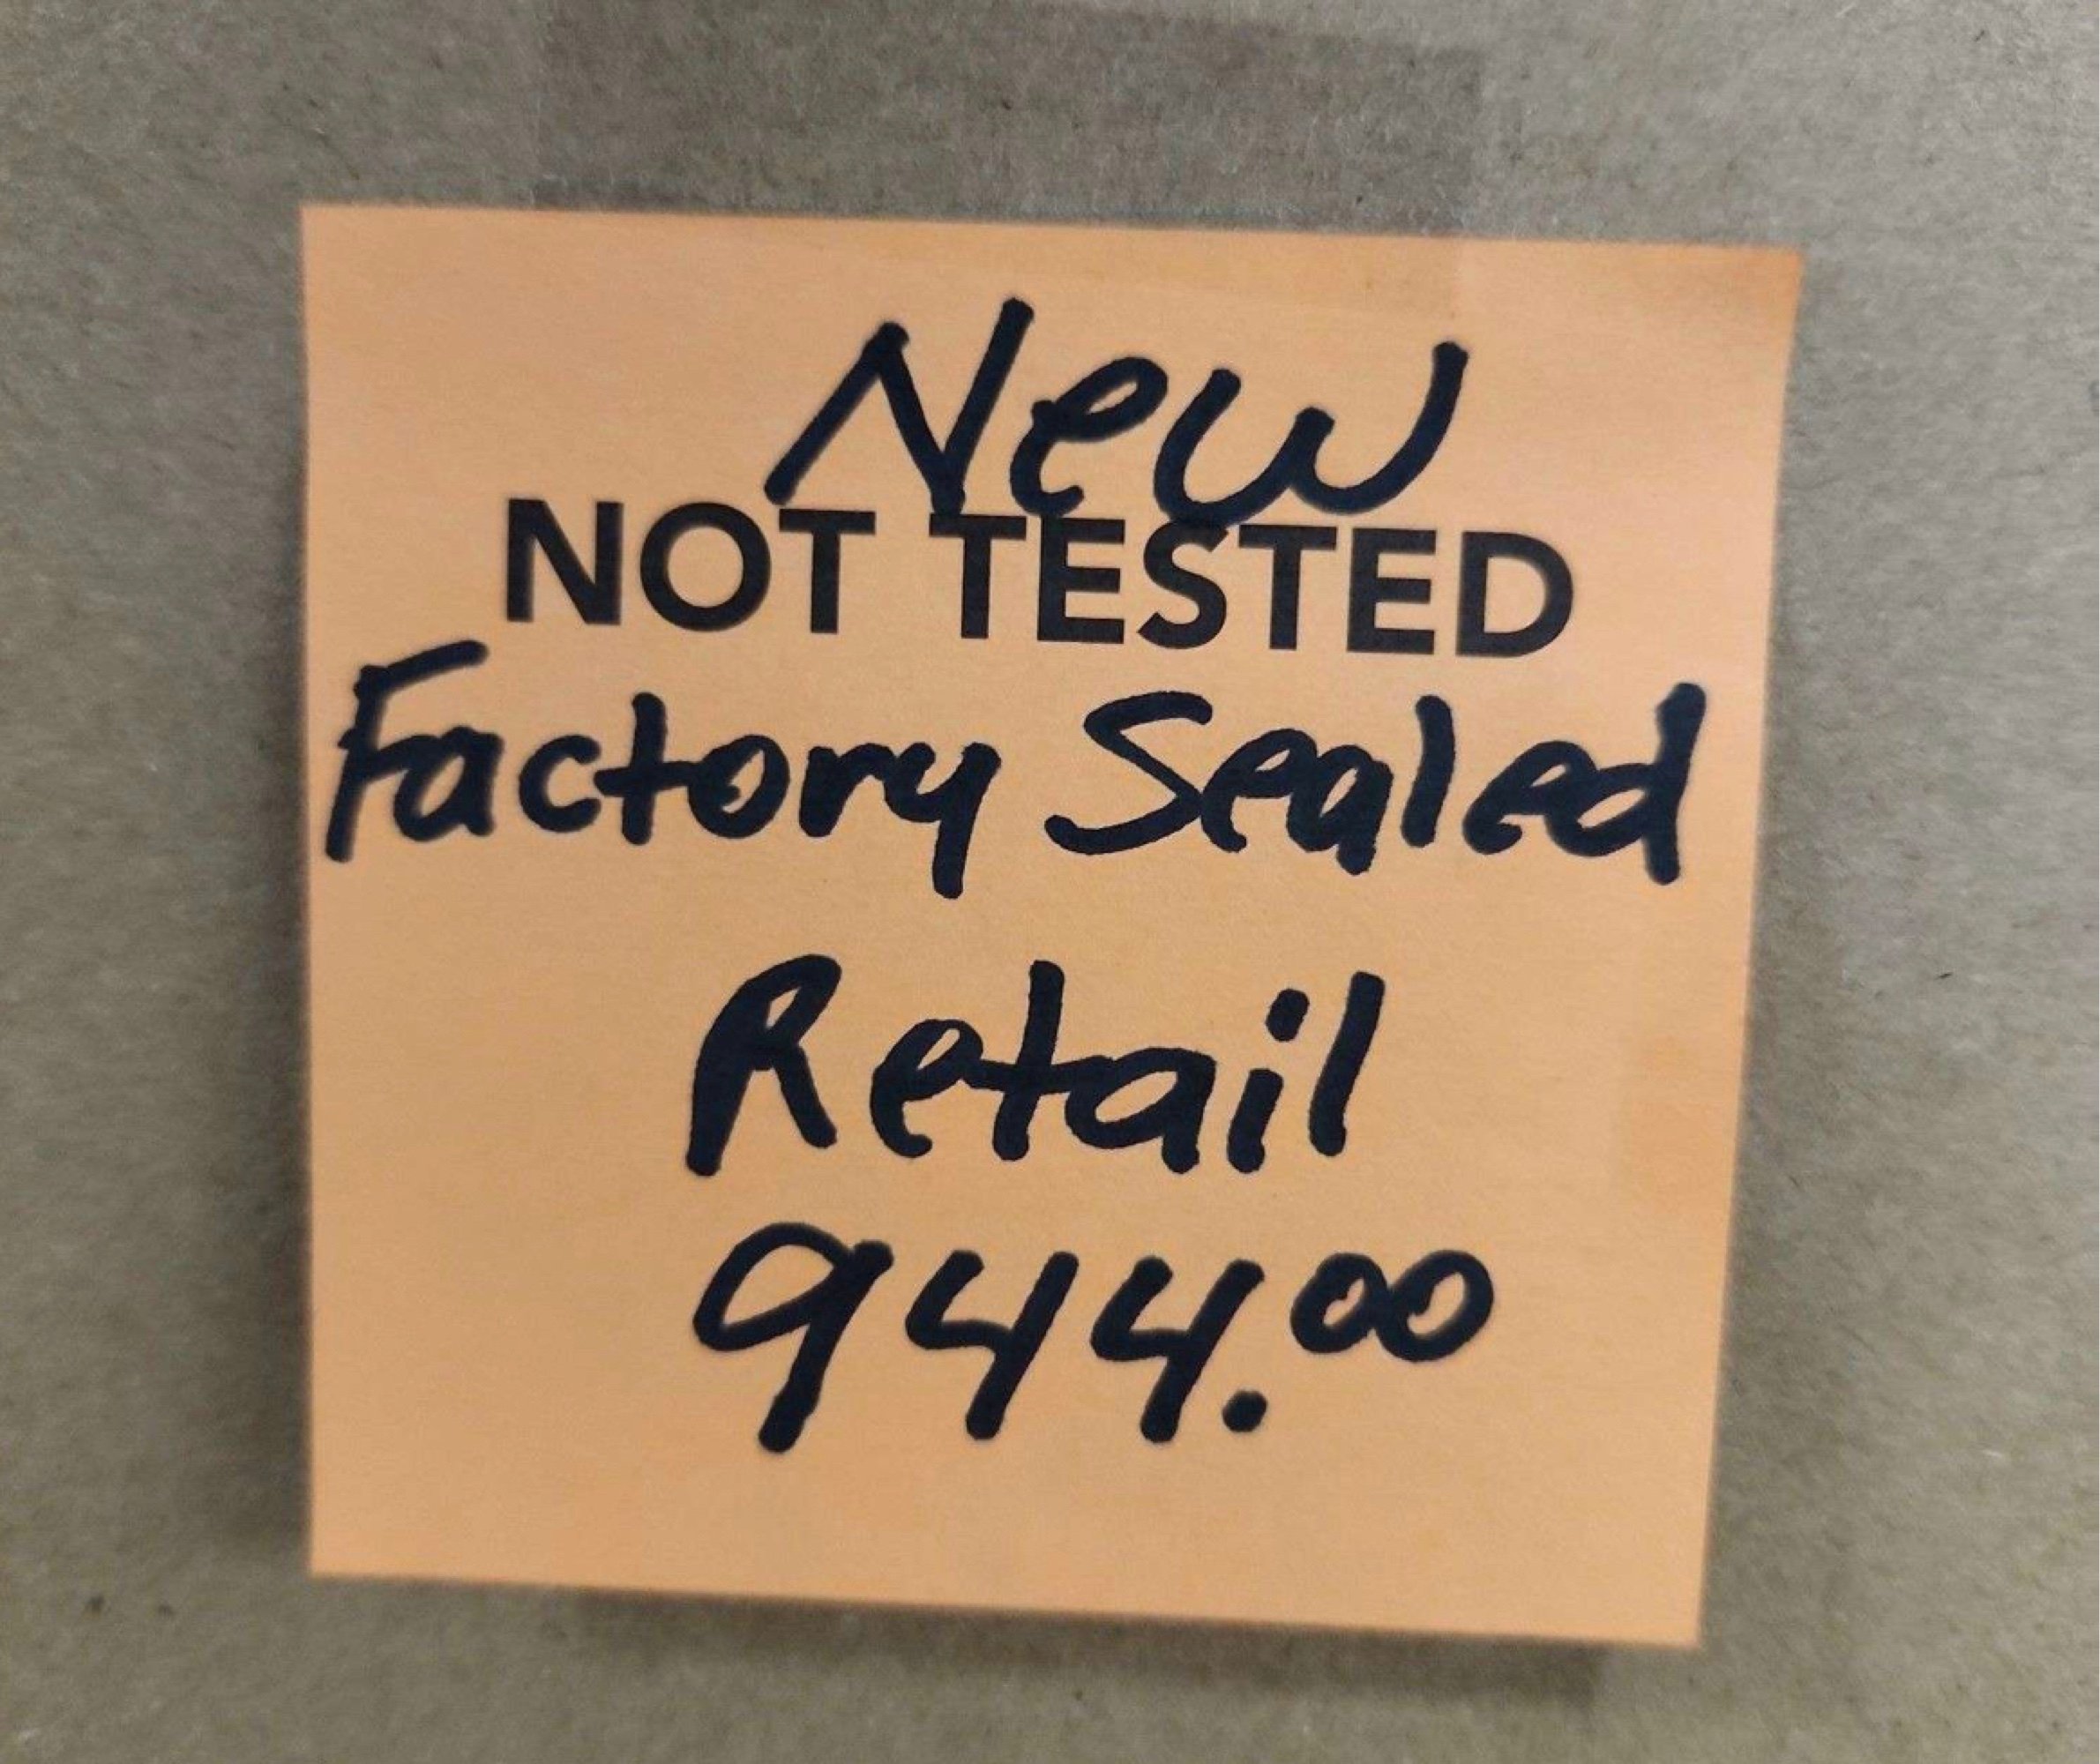 New
NOT TESTED
Factory Sealed
Retail
944.00